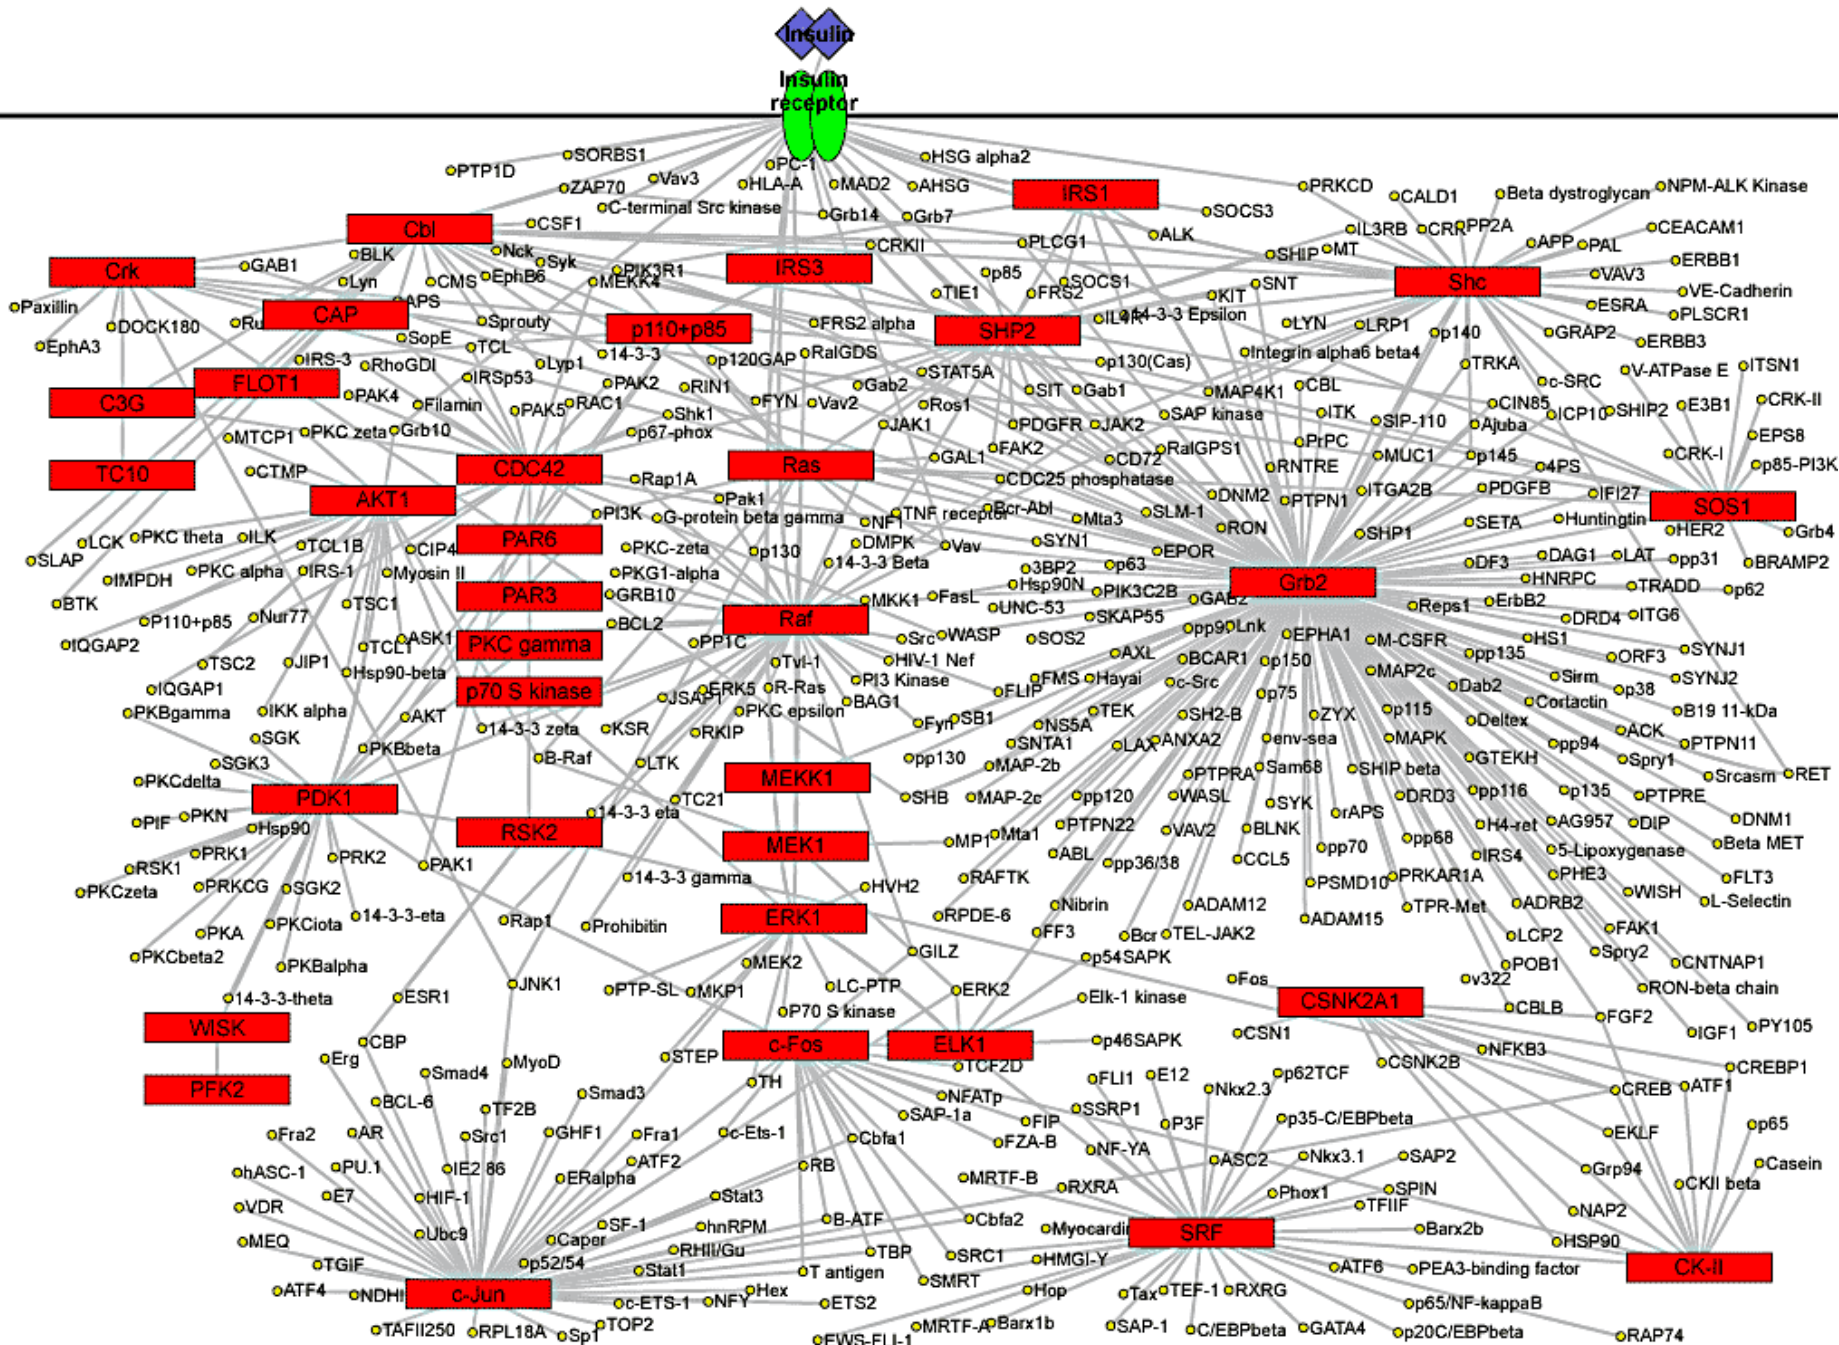 Insulin
Insulin
receptor
SORBS1
PTP1D
PC-1
HSG alpha2
ZAP70
Vav3
HLA-A
MAD2
AHSG
IRS1
PRKCD
CALD1
Beta dystroglycan
NPM-ALK Kinase
C-terminal Src kinase
Grb14
Grb7
SOCS3
Cbl
CSF1
CRKII
PLCG1
ALK
IL3RB
PP2A
CEACAM1
SHIP
MT
APP
PAL
Crk
GAB1
BLK
Nck
Syk
PIK3R1
IRS3
p85
SOCS1
SNT
Shc
VAV3
ERBB1
Lyn
CMS
EphB6
MEKK4
TIE1
FRS2
KIT
VE-Cadherin
Paxillin
APS
ESRA
PLSCR1
DOCK180
CAP
Sprouty
p110+p85
FRS2 alpha
SHP2
14-3-3 Epsilon
LYN
LRP1
p140
GRAP2
ERBB3
EphA3
SopE
TCL
IRS-3
RhoGDI
Lyp1
14-3-3
p120GAP
RalGDS
p130(Cas)
Integrin alpha6 beta4
TRKA
V-ATPase E
ITSN1
FLOT1
IRSp53
PAK2
RIN1
STAT5A
Gab2
SIT
Gab1
MAP4K1
CBL
c-SRC
C3G
PAK4
Filamin
PAK5
RAC1
Shk1
FYN
Vav2
Ros1
SAP kinase
ITK
SIP-110
CIN85
ICP10
SHIP2
E3B1
CRK-II
MTCP1
PKC zeta
Grb10
p67-phox
JAK1
PDGFR
JAK2
Ajuba
EPS8
FAK2
RalGPS1
PrPC
TC10
CTMP
CDC42
Ras
GAL1
CD72
RNTRE
MUC1
p145
4PS
CRK-I
p85-PI3K
AKT1
Rap1A
Pak1
CDC25 phosphatase
DNM2
PTPN1
ITGA2B
PDGFB
IFI27
SOS1
PI3K
G-protein beta gamma
NF1
TNF receptor
Bcr-Abl
Mta3
SLM-1
RON
SHP1
SETA
Huntingtin
HER2
Grb4
LCK
PKC theta
ILK
TCL1B
CIP4
PAR6
PKC-zeta
p130
DMPK
Vav
SYN1
EPOR
SLAP
IMPDH
PKC alpha
IRS-1
Myosin II
PKG1-alpha
14-3-3 Beta
3BP2
p63
Grb2
DF3
DAG1
LAT
pp31
BRAMP2
BTK
TSC1
PAR3
GRB10
MKK1
FasL
Hsp90N
PIK3C2B
GAB2
HNRPC
TRADD
p62
P110+p85
Nur77
BCL2
Raf
UNC-53
SKAP55
Reps1
ErbB2
DRD4
ITG6
IQGAP2
TCL1
ASK1
PKC gamma
PP1C
Src
WASP
SOS2
Lnk
EPHA1
M-CSFR
HS1
SYNJ1
TSC2
JIP1
Hsp90-beta
Tvl-1
HIV-1 Nef
AXL
BCAR1
p150
MAP2c
pp135
ORF3
IQGAP1
p70 S kinase
JSAP1
ERK5
R-Ras
PI3 Kinase
FLIP
FMS
Hayai
c-Src
p75
Dab2
Sirm
p38
SYNJ2
PKBgamma
IKK alpha
AKT
PKC epsilon
BAG1
Fyn
SB1
NS5A
TEK
SH2-B
ZYX
p115
Deltex
Cortactin
B19 11-kDa
SGK
PKBbeta
14-3-3 zeta
KSR
RKIP
SNTA1
LAX
ANXA2
env-sea
MAPK
pp94
ACK
PTPN11
SGK3
B-Raf
LTK
pp130
MAP-2b
PTPRA
Sam68
SHIP beta
GTEKH
Spry1
Srcasm
RET
PKCdelta
PDK1
TC21
MEKK1
SHB
MAP-2c
pp120
WASL
SYK
rAPS
DRD3
pp116
p135
PTPRE
PIF
PKN
Hsp90
RSK2
14-3-3 eta
MP1
Mta1
PTPN22
VAV2
BLNK
pp68
H4-ret
AG957
DIP
DNM1
PRK1
PRK2
MEK1
ABL
pp36/38
CCL5
pp70
IRS4
5-Lipoxygenase
Beta MET
RSK1
PAK1
14-3-3 gamma
HVH2
RAFTK
PSMD10
PRKAR1A
PHE3
WISH
FLT3
PKCzeta
PRKCG
SGK2
L-Selectin
PKCiota
14-3-3-eta
Rap1
Prohibitin
ERK1
RPDE-6
Nibrin
ADAM12
ADAM15
TPR-Met
ADRB2
PKA
FF3
Bcr
TEL-JAK2
LCP2
FAK1
PKCbeta2
PKBalpha
MEK2
GILZ
p54SAPK
POB1
Spry2
CNTNAP1
14-3-3-theta
ESR1
JNK1
PTP-SL
MKP1
LC-PTP
ERK2
Elk-1 kinase
Fos
v322
RON-beta chain
WISK
P70 S kinase
CSNK2A1
CBLB
FGF2
IGF1
PY105
CBP
c-Fos
ELK1
p46SAPK
CSN1
Erg
MyoD
STEP
TCF2D
CSNK2B
NFKB3
CREBP1
PFK2
Smad4
Smad3
TH
FLI1
E12
Nkx2.3
p62TCF
CREB
ATF1
BCL-6
TF2B
NFATp
SAP-1a
SSRP1
FIP
P3F
p35-C/EBPbeta
p65
Fra2
AR
Src1
GHF1
Fra1
c-Ets-1
Cbfa1
FZA-B
NF-YA
EKLF
hASC-1
PU.1
IE2 86
ERalpha
ATF2
RB
MRTF-B
RXRA
ASC2
Nkx3.1
SAP2
Grp94
Casein
VDR
E7
HIF-1
Stat3
Phox1
SPIN
CKII beta
TFIIF
NAP2
MEQ
Ubc9
SF-1
hnRPM
B-ATF
Cbfa2
SRF
Barx2b
HSP90
TGIF
Caper
RHII/Gu
TBP
SRC1
HMGI-Y
p52/54
Stat1
T antigen
SMRT
ATF6
PEA3-binding factor
CK-II
ATF4
c-Jun
c-ETS-1
NFY
Hex
ETS2
Hop
Tax
TEF-1
RXRG
p65/NF-kappaB
TAFII250
RPL18A
Sp1
TOP2
EWS-FLI-1
MRTF-A
Barx1b
SAP-1
C/EBPbeta
GATA4
p20C/EBPbeta
RAP74